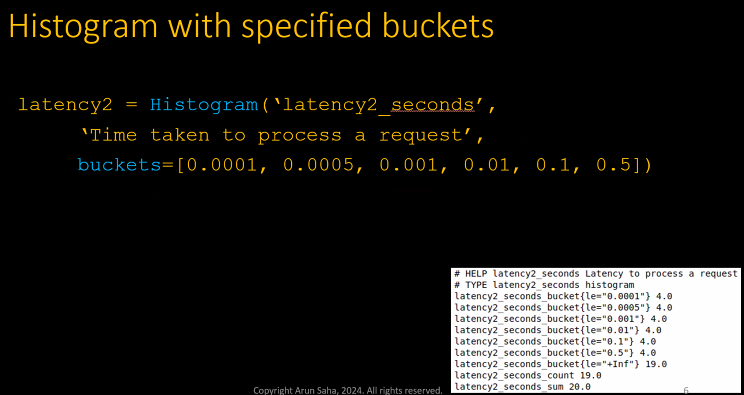 Histogram with specified buckets
latency2 = Histogram(‘latency2_seconds’,
‘Time taken to process a request’,
buckets=[0.0001, 0.0005, 0.001, 0.01, 0.1, 0.5])
# HELP latency2_seconds Latency to process a request
# TYPE latency2_seconds histogram
latency2_seconds_bucket{le="0.0001"} 4.0
latency2_seconds_bucket{le="0.0005"} 4.0
latency2_seconds_bucket{le="0.001"} 4.0
latency2_seconds_bucket{le="0.01"} 4.0
latency2_seconds_bucket{le="0.1"} 4.0
latency2_seconds_bucket{le="0.5"} 4.0
latency2_seconds_bucket{le="+Inf"} 19.0
latency2_seconds_count 19.0
latency2_seconds_sum 20.0
Copyright Arun Saha, 2024. All rights reserved.
6